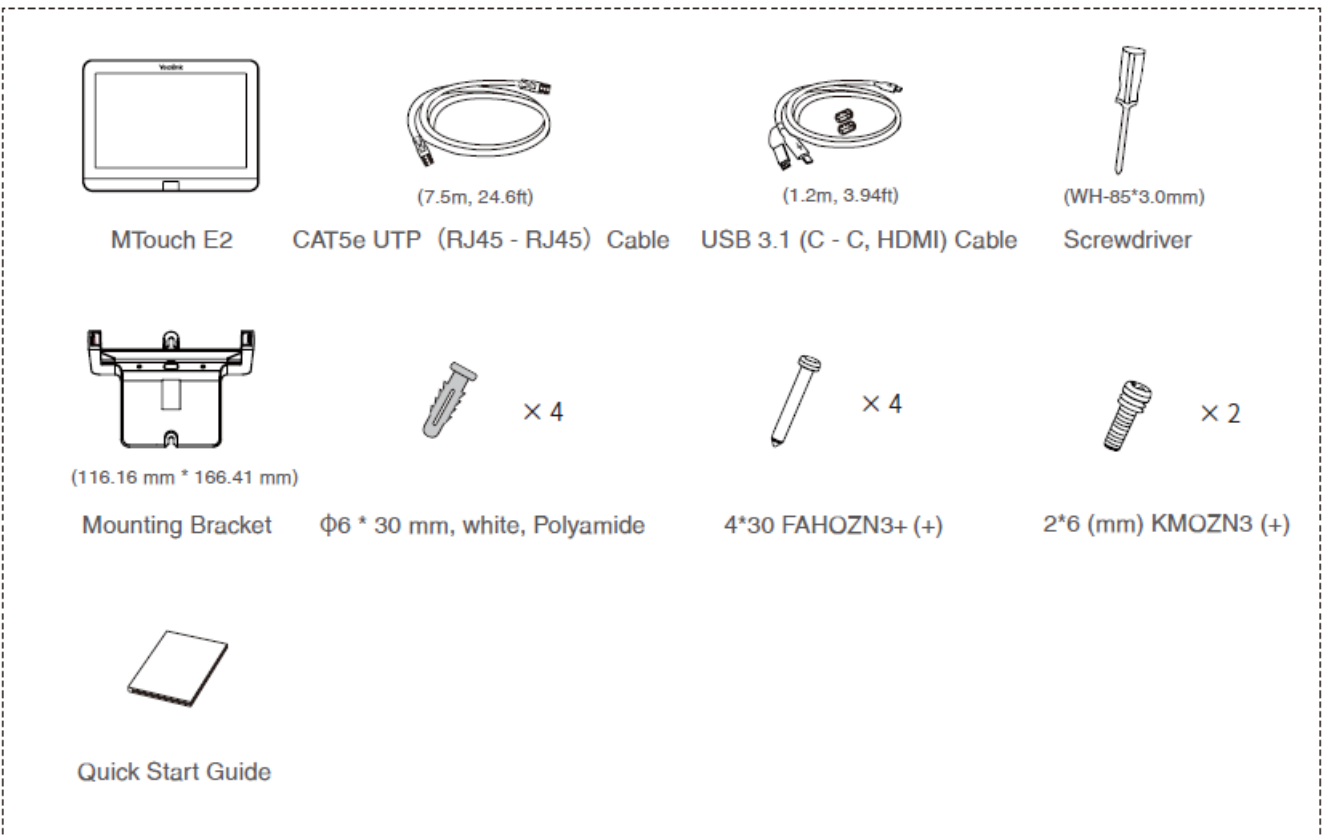 Yealink
(7.5m, 24.6ft)
(1.2m, 3.94ft)
(WH-85*3.0mm)
MTouch E2
CAT5e UTP（RJ45 - RJ45）Cable
USB 3.1 (C - C, HDMI) Cable
Screwdriver
× 4
× 4
× 2
(116.16 mm * 166.41 mm)
Mounting Bracket
Φ6 * 30 mm, white, Polyamide
4*30 FAHOZN3+ (+)
2*6 (mm) KMOZN3 (+)
Quick Start Guide